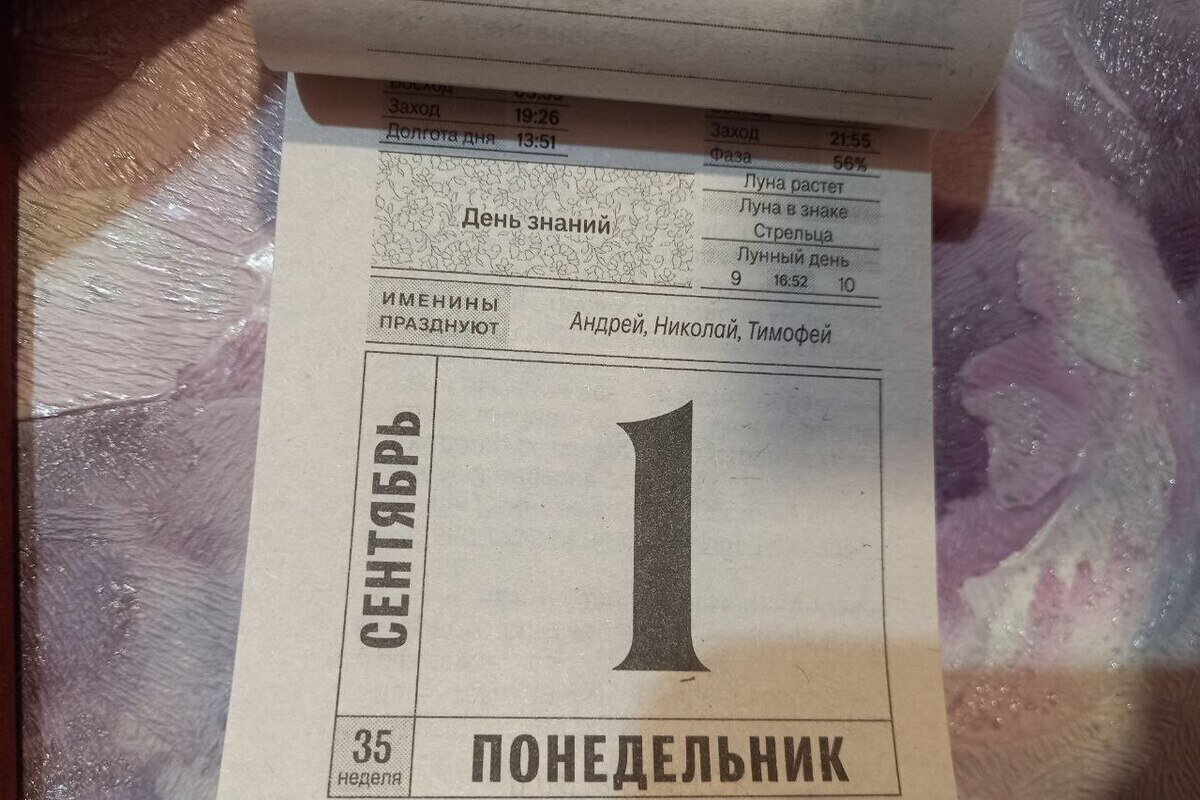 Восход
Заход 19:26
Долгота дня 13:51
Заход 21:55
Фаза 56%
Луна растет
Луна в знаке
Стрельца
Лунный день
9 16:52 10
День знаний
ИМЕНИНЫ
ПРАЗДНУЮТ
Андрей, Николай, Тимофей
СЕНТЯБРЬ
1
35
неделя
ПОНЕДЕЛЬНИК